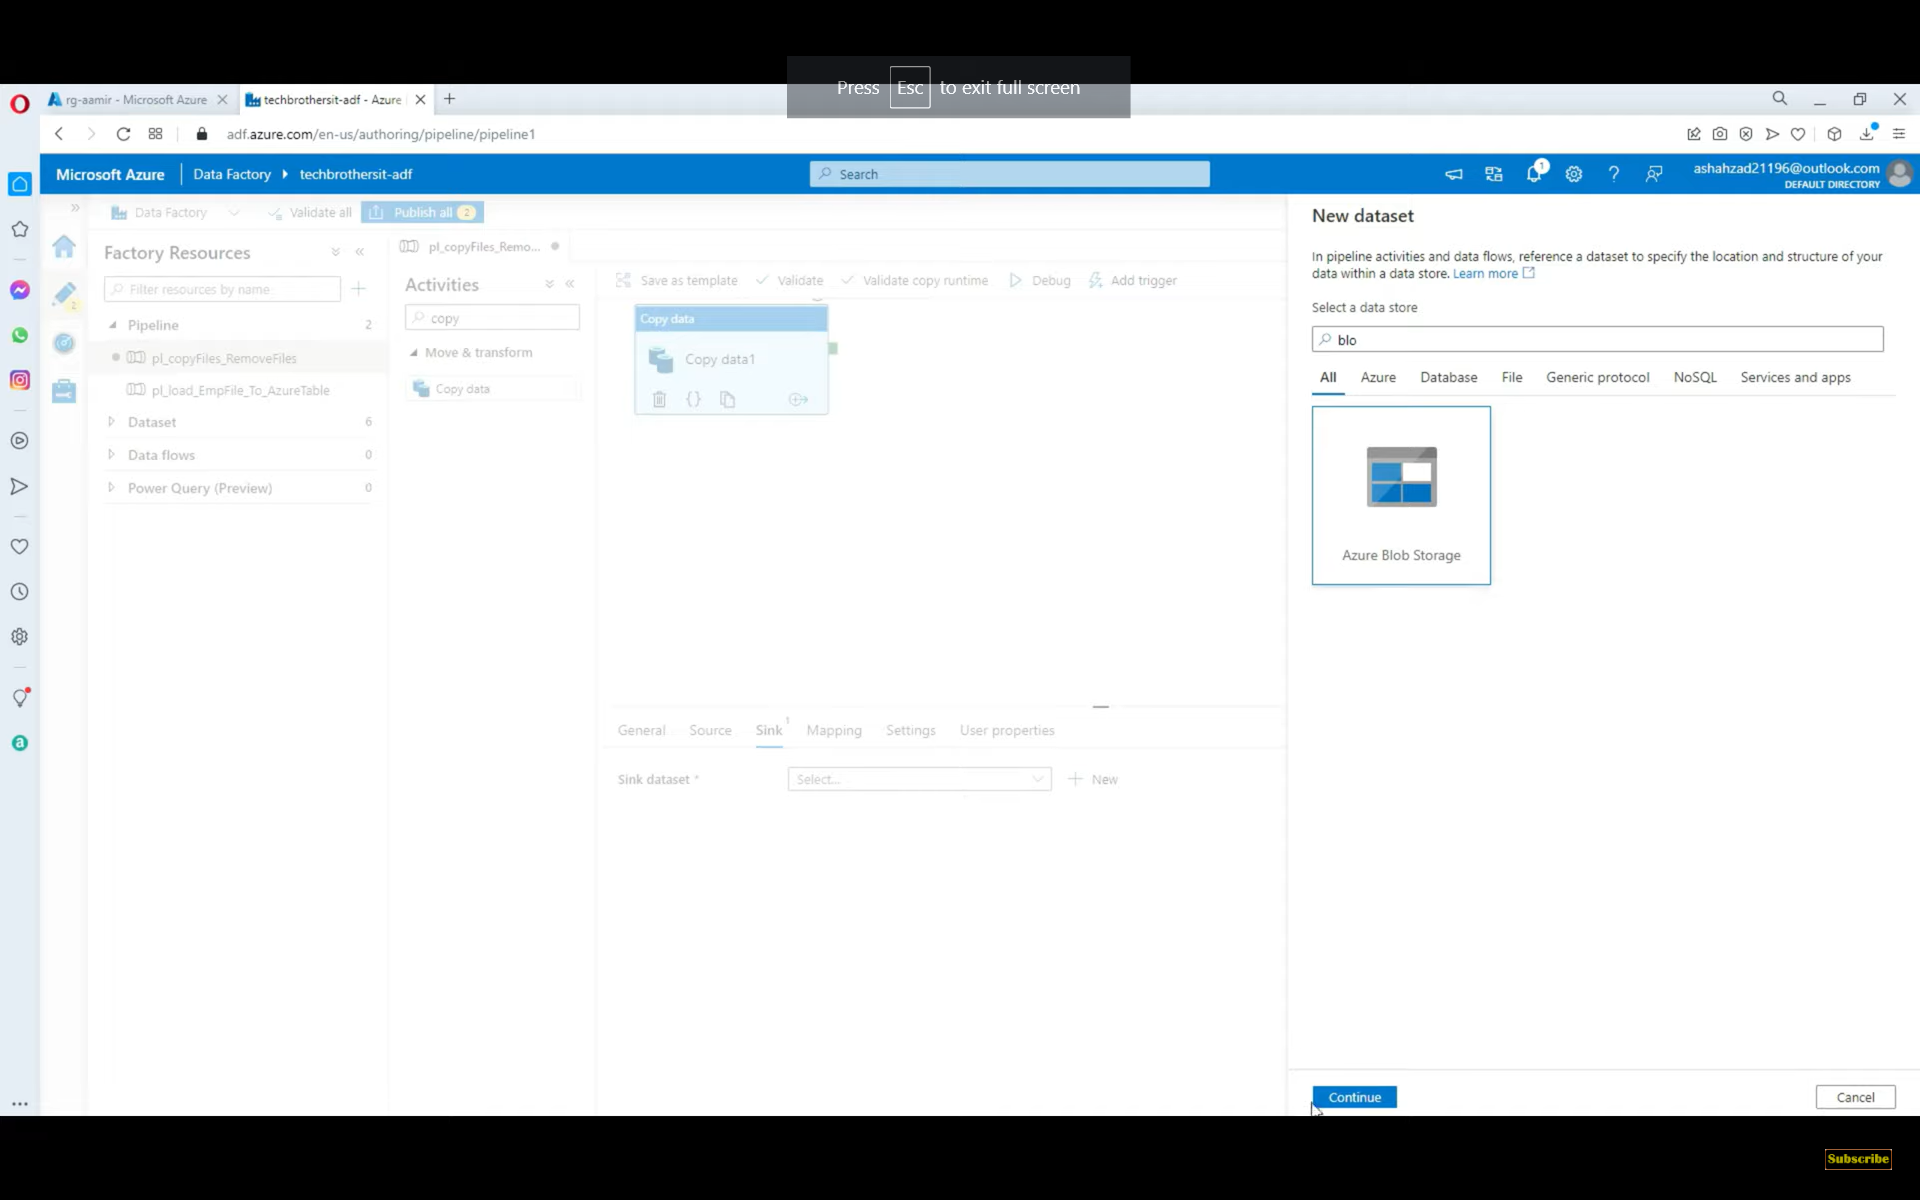 Press Esc to exit full screen
rg-aamir - Microsoft Azure
techbrothersit-adf - Azure
adf.azure.com/en-us/authoring/pipeline/pipeline1
Microsoft Azure
Data Factory
techbrothersit-adf
Search
1
ashahzad21196@outlook.com
DEFAULT DIRECTORY
Data Factory
Validate all
Publish all 2
Factory Resources
Filter resources by name
2
Pipeline 2
pl_copyFiles_RemoveFiles
pl_load_EmpFile_To_AzureTable
Dataset 6
Data flows 0
Power Query (Preview) 0
pl_copyFiles_Remo...
Activities
copy
Move & transform
Copy data
Save as template
Validate
Validate copy runtime
Debug
Add trigger
Copy data
Copy data1
{}
General
Source
Sink 1
Mapping
Settings
User properties
Sink dataset *
Select...
New
New dataset
In pipeline activities and data flows, reference a dataset to specify the location and structure of your
data within a data store. Learn more
Select a data store
blo
All
Azure
Database
File
Generic protocol
NoSQL
Services and apps
Azure Blob Storage
Continue
Cancel
Subscribe